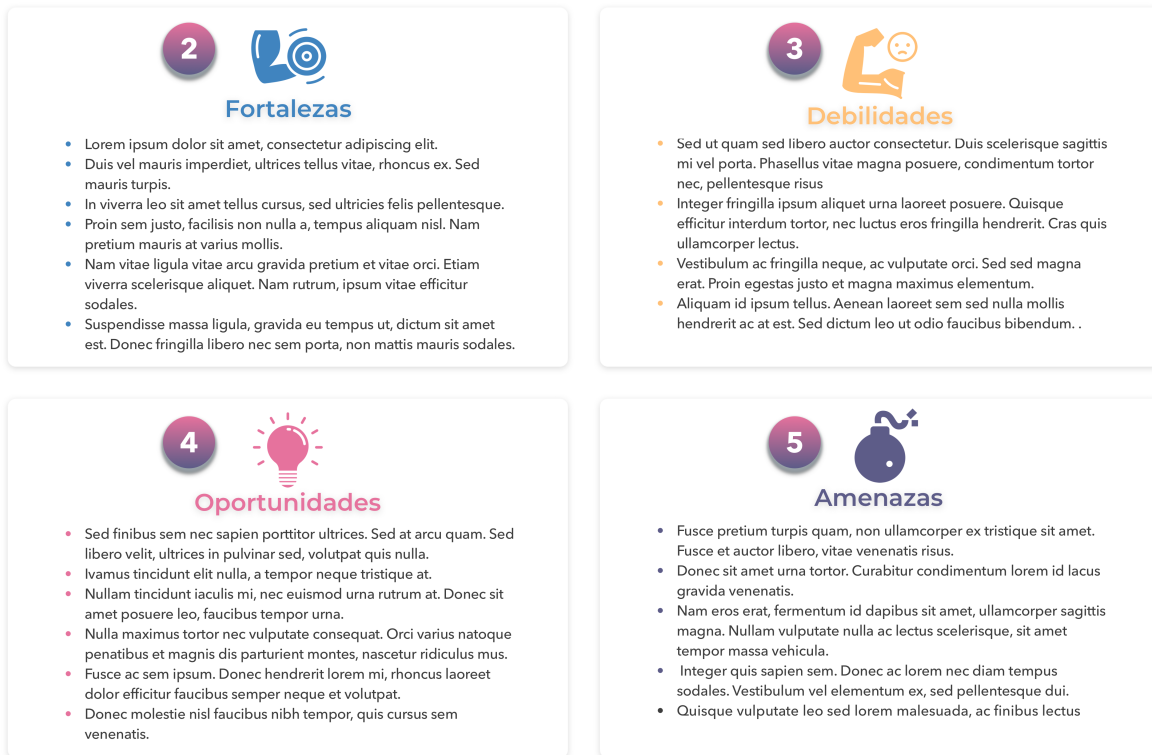 2
Fortalezas
• Lorem ipsum dolor sit amet, consectetur adipiscing elit.
• Duis vel mauris imperdiet, ultrices tellus vitae, rhoncus ex. Sed
mauris turpis.
• In viverra leo sit amet tellus cursus, sed ultricies felis pellentesque.
• Proin sem justo, facilisis non nulla a, tempus aliquam nisl. Nam
pretium mauris at varius mollis.
• Nam vitae ligula vitae arcu gravida pretium et vitae orci. Etiam
viverra scelerisque aliquet. Nam rutrum, ipsum vitae efficitur
sodales.
• Suspendisse massa ligula, gravida eu tempus ut, dictum sit amet
est. Donec fringilla libero nec sem porta, non mattis mauris sodales.
3
Debilidades
• Sed ut quam sed libero auctor consectetur. Duis scelerisque sagittis
mi vel porta. Phasellus vitae magna posuere, condimentum tortor
nec, pellentesque risus
• Integer fringilla ipsum aliquet urna laoreet posuere. Quisque
efficitur interdum tortor, nec luctus eros fringilla hendrerit. Cras quis
ullamcorper lectus.
• Vestibulum ac fringilla neque, ac vulputate orci. Sed sed magna
erat. Proin egestas justo et magna maximus elementum.
• Aliquam id ipsum tellus. Aenean laoreet sem sed nulla mollis
hendrerit ac at est. Sed dictum leo ut odio faucibus bibendum. .
4
Oportunidades
• Sed finibus sem nec sapien porttitor ultrices. Sed at arcu quam. Sed
libero velit, ultrices in pulvinar sed, volutpat quis nulla.
• Ivamus tincidunt elit nulla, a tempor neque tristique at.
• Nullam tincidunt iaculis mi, nec euismod urna rutrum at. Donec sit
amet posuere leo, faucibus tempor urna.
• Nulla maximus tortor nec vulputate consequat. Orci varius natoque
penatibus et magnis dis parturient montes, nascetur ridiculus mus.
• Fusce ac sem ipsum. Donec hendrerit lorem mi, rhoncus laoreet
dolor efficitur faucibus semper neque et volutpat.
• Donec molestie nisl faucibus nibh tempor, quis cursus sem
venenatis.
5
Amenazas
• Fusce pretium turpis quam, non ullamcorper ex tristique sit amet.
Fusce et auctor libero, vitae venenatis risus.
• Donec sit amet urna tortor. Curabitur condimentum lorem id lacus
gravida venenatis.
• Nam eros erat, fermentum id dapibus sit amet, ullamcorper sagittis
magna. Nullam vulputate nulla ac lectus scelerisque, sit amet
tempor massa vehicula.
• Integer quis sapien sem. Donec ac lorem nec diam tempus
sodales. Vestibulum vel elementum ex, sed pellentesque dui.
• Quisque vulputate leo sed lorem malesuada, ac finibus lectus